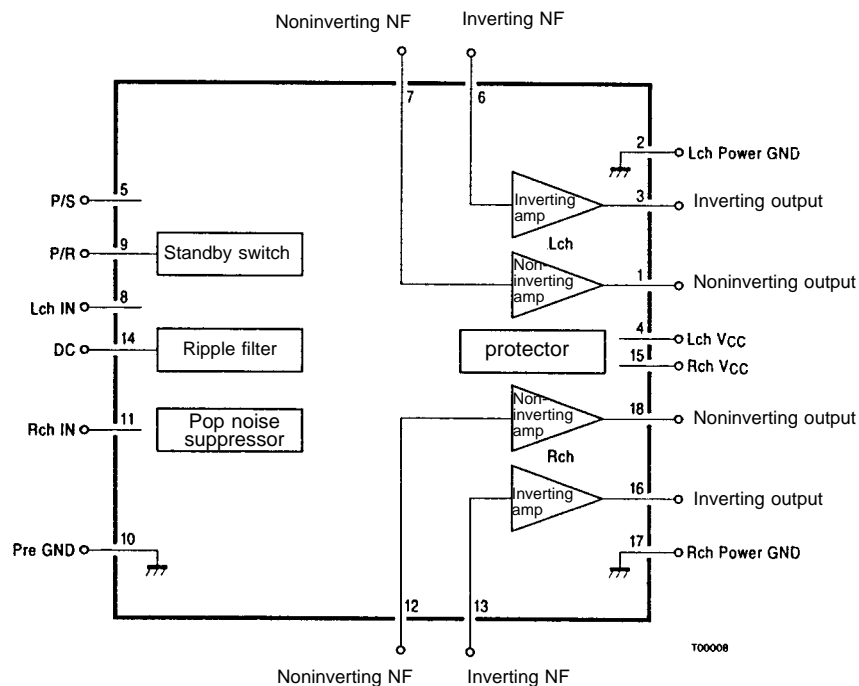 Noninverting NF
Inverting NF
7
6
2
Lch Power GND
5
P/S
Inverting
amp
3
Inverting output
9
P/R
Standby switch
Lch
Non-
inverting
amp
1
Noninverting output
8
Lch IN
4
Lch VCC
14
DC
Ripple filter
protector
15
Rch VCC
11
Rch IN
Pop noise
suppressor
Non-
inverting
amp
18
Noninverting output
Rch
Inverting
amp
16
Inverting output
10
Pre GND
17
Rch Power GND
12
13
T00008
Noninverting NF
Inverting NF